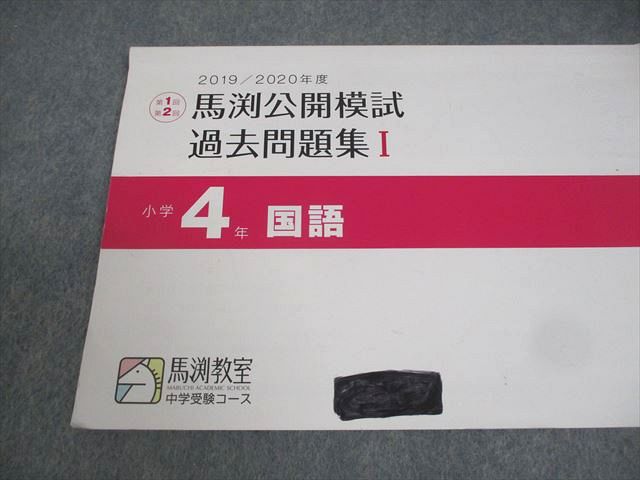 2019／2020年度
第1回
第2回
馬渕公開模試
過去問題集Ⅰ
小学4年 国語
馬渕教室
MABUCHI ACADEMIC SCHOOL
中学受験コース